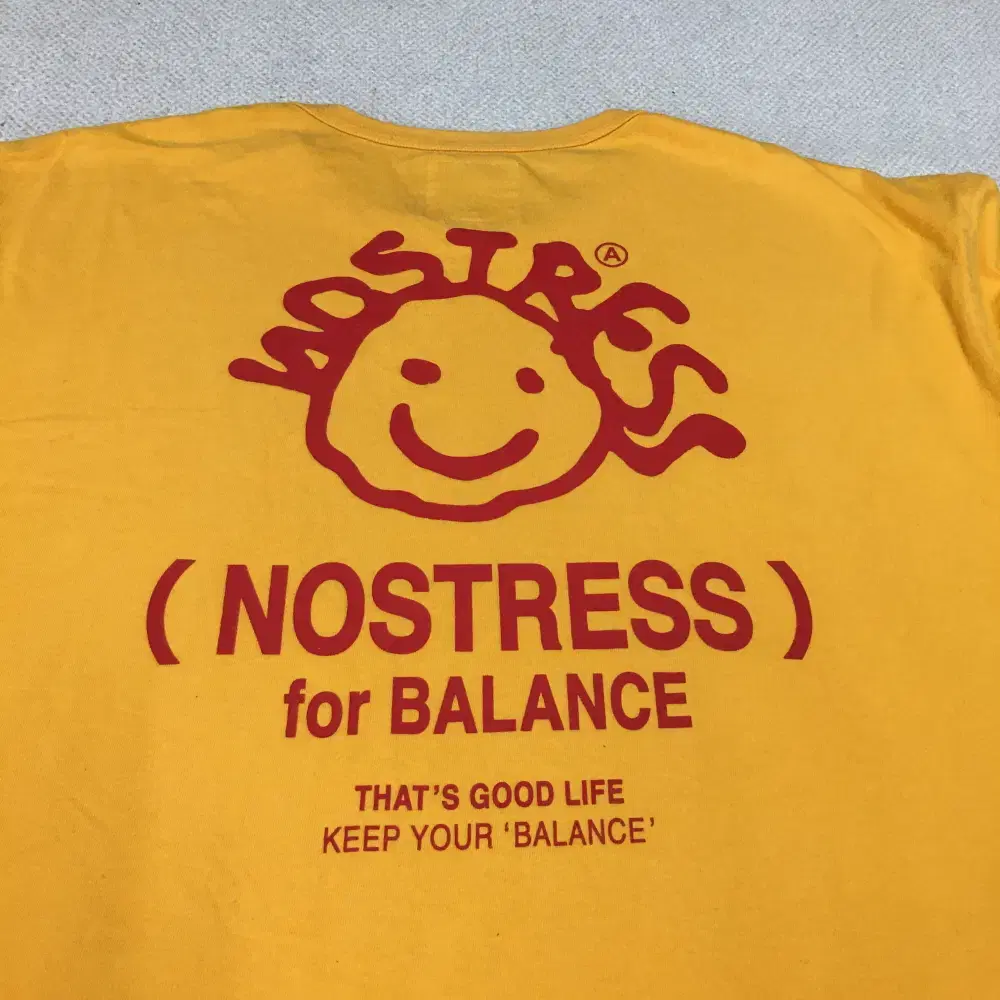 NOSTRESS Ⓐ
( NOSTRESS )
for BALANCE
THAT'S GOOD LIFE
KEEP YOUR 'BALANCE'